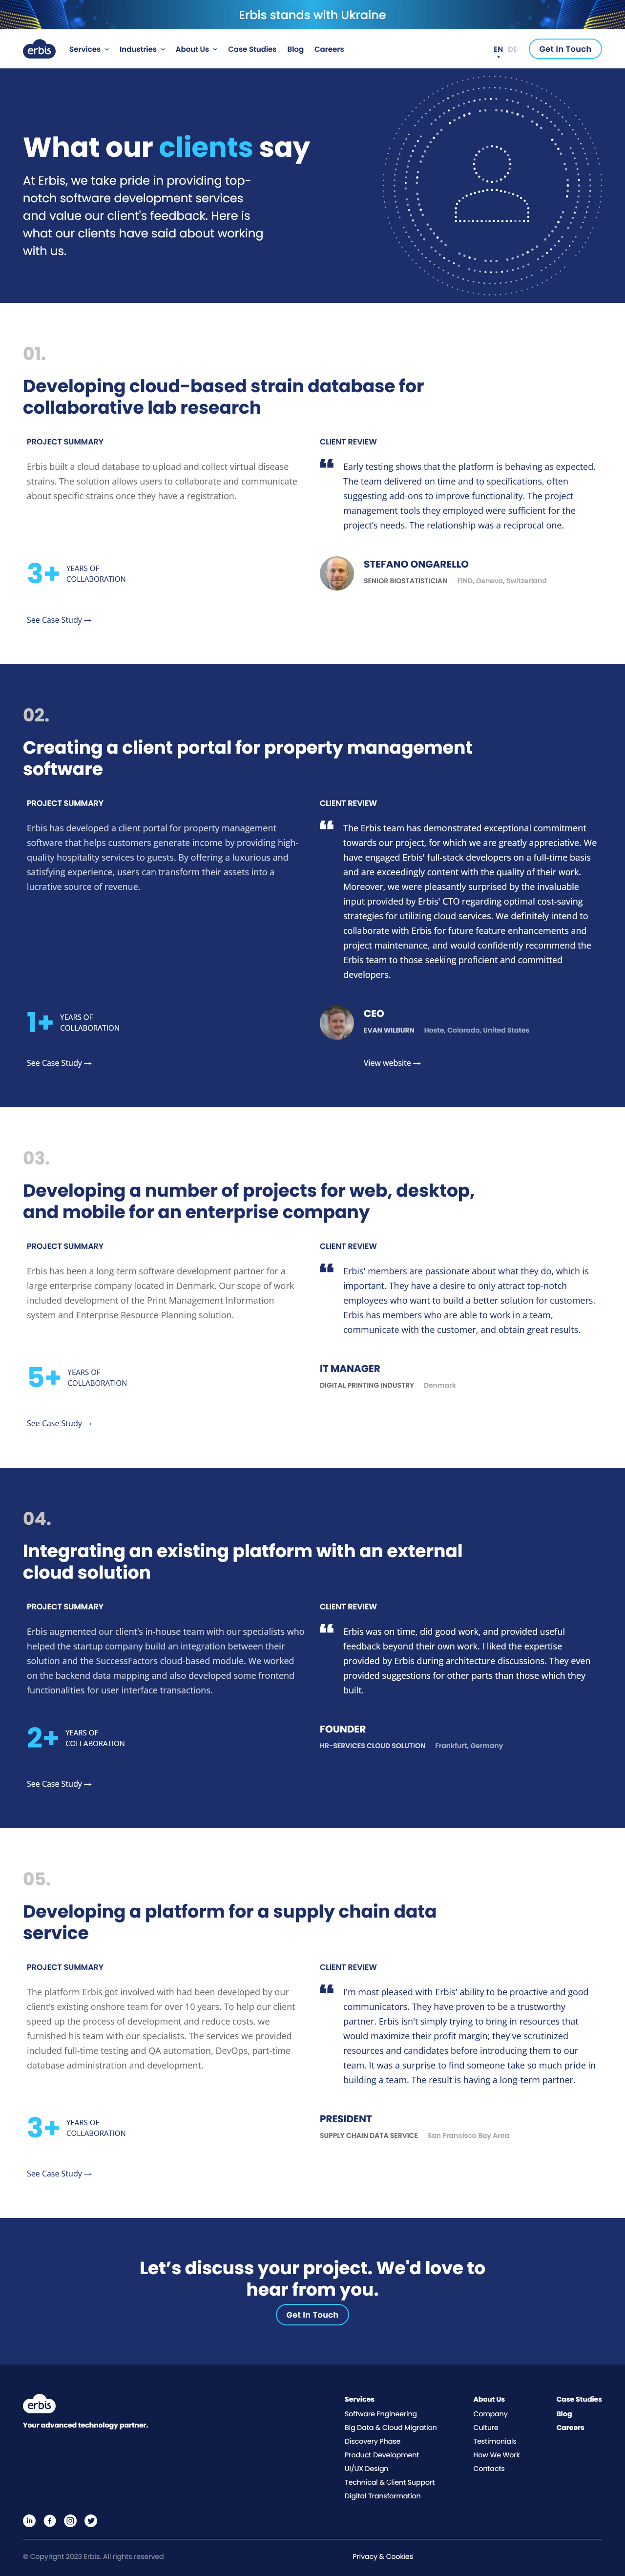 Erbis stands with Ukraine
erbis
Services
Industries
About Us
Case Studies
Blog
Careers
EN
DE
Get In Touch
What our clients say
At Erbis, we take pride in providing top-
notch software development services
and value our client's feedback. Here is
what our clients have said about working
with us.
01.
Developing cloud-based strain database for
collaborative lab research
PROJECT SUMMARY
Erbis built a cloud database to upload and collect virtual disease
strains. The solution allows users to collaborate and communicate
about specific strains once they have a registration.
3+
YEARS OF
COLLABORATION
See Case Study →
CLIENT REVIEW
Early testing shows that the platform is behaving as expected.
The team delivered on time and to specifications, often
suggesting add-ons to improve functionality. The project
management tools they employed were sufficient for the
project's needs. The relationship was a reciprocal one.
STEFANO ONGARELLO
SENIOR BIOSTATISTICIAN
FIND, Geneva, Switzerland
02.
Creating a client portal for property management
software
PROJECT SUMMARY
Erbis has developed a client portal for property management
software that helps customers generate income by providing high-
quality hospitality services to guests. By offering a luxurious and
satisfying experience, users can transform their assets into a
lucrative source of revenue.
1+
YEARS OF
COLLABORATION
See Case Study →
CLIENT REVIEW
The Erbis team has demonstrated exceptional commitment
towards our project, for which we are greatly appreciative. We
have engaged Erbis' full-stack developers on a full-time basis
and are exceedingly content with the quality of their work.
Moreover, we were pleasantly surprised by the invaluable
input provided by Erbis' CTO regarding optimal cost-saving
strategies for utilizing cloud services. We definitely intend to
collaborate with Erbis for future feature enhancements and
project maintenance, and would confidently recommend the
Erbis team to those seeking proficient and committed
developers.
CEO
EVAN WILBURN
Hoste, Colorado, United States
View website →
03.
Developing a number of projects for web, desktop,
and mobile for an enterprise company
PROJECT SUMMARY
Erbis has been a long-term software development partner for a
large enterprise company located in Denmark. Our scope of work
included development of the Print Management Information
system and Enterprise Resource Planning solution.
5+
YEARS OF
COLLABORATION
See Case Study →
CLIENT REVIEW
Erbis' members are passionate about what they do, which is
important. They have a desire to only attract top-notch
employees who want to build a better solution for customers.
Erbis has members who are able to work in a team,
communicate with the customer, and obtain great results.
IT MANAGER
DIGITAL PRINTING INDUSTRY
Denmark
04.
Integrating an existing platform with an external
cloud solution
PROJECT SUMMARY
Erbis augmented our client's in-house team with our specialists who
helped the startup company build an integration between their
solution and the SuccessFactors cloud-based module. We worked
on the backend data mapping and also developed some frontend
functionalities for user interface transactions.
2+
YEARS OF
COLLABORATION
See Case Study →
CLIENT REVIEW
Erbis was on time, did good work, and provided useful
feedback beyond their own work. I liked the expertise
provided by Erbis during architecture discussions. They even
provided suggestions for other parts than those which they
built.
FOUNDER
HR-SERVICES CLOUD SOLUTION
Frankfurt, Germany
05.
Developing a platform for a supply chain data
service
PROJECT SUMMARY
The platform Erbis got involved with had been developed by our
client's existing onshore team for over 10 years. To help our client
speed up the process of development and reduce costs, we
furnished his team with our specialists. The services we provided
included full-time testing and QA automation, DevOps, part-time
database administration and development.
3+
YEARS OF
COLLABORATION
See Case Study →
CLIENT REVIEW
I'm most pleased with Erbis' ability to be proactive and good
communicators. They have proven to be a trustworthy
partner. Erbis isn't simply trying to bring in resources that
would maximize their profit margin; they've scrutinized
resources and candidates before introducing them to our
team. It was a surprise to find someone take so much pride in
building a team. The result is having a long-term partner.
PRESIDENT
SUPPLY CHAIN DATA SERVICE
San Francisco Bay Area
Let's discuss your project. We'd love to
hear from you.
Get In Touch
erbis
Your advanced technology partner.
Services
Software Engineering
Big Data & Cloud Migration
Discovery Phase
Product Development
UI/UX Design
Technical & Client Support
Digital Transformation
About Us
Company
Culture
Testimonials
How We Work
Contacts
Case Studies
Blog
Careers
© Copyright 2023 Erbis. All rights reserved
Privacy & Cookies